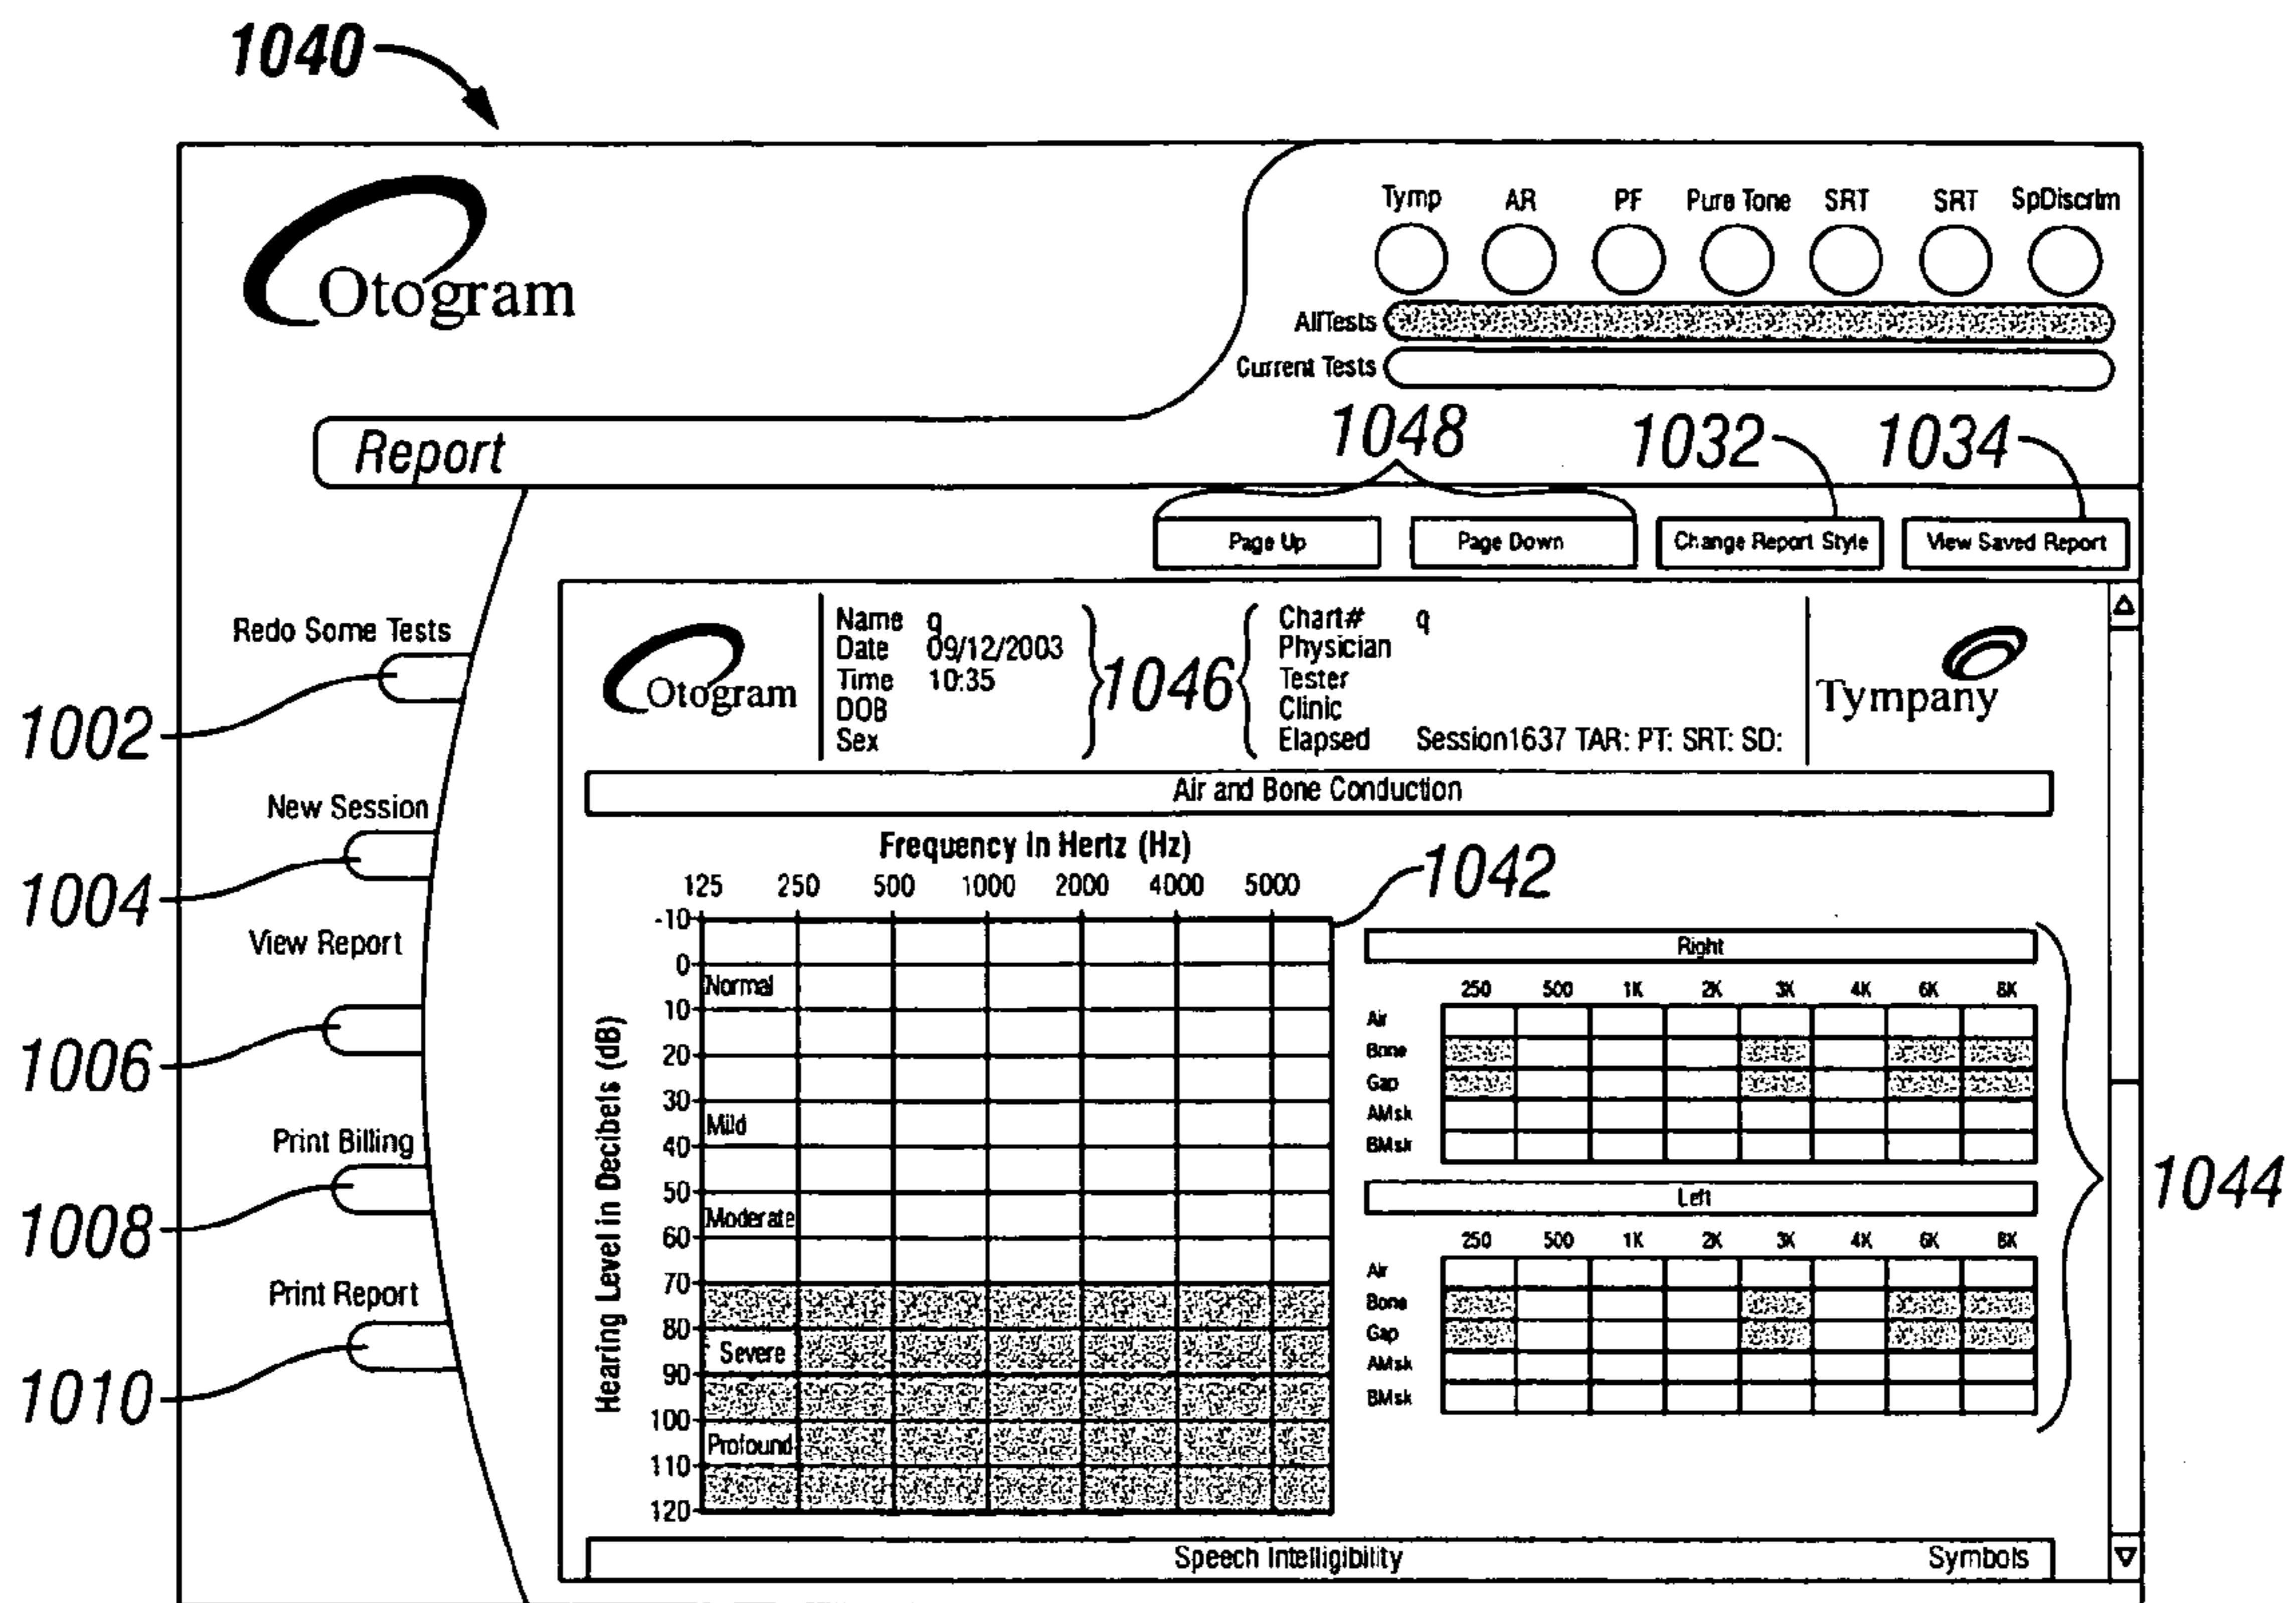 1040
Otogram
Tymp AR PF Pure Tone SRT SRT SpDiscrim
AllTests
Current Tests
Report
1048 1032 1034
Page Up Page Down Change Report Style View Saved Report
Redo Some Tests
1002
New Session
1004
View Report
1006
Print Billing
1008
Print Report
1010
Otogram
Name q
Date 09/12/2003
Time 10:35
DOB
Sex
1046
Chart# q
Physician
Tester
Clinic
Elapsed Session1637 TAR: PT: SRT: SD:
Tympany
Air and Bone Conduction
Frequency in Hertz (Hz)
125 250 500 1000 2000 4000 5000
1042
Hearing Level in Decibels (dB)
-10
0
Normal
10
20
30
Mild
40
50
Moderate
60
70
80
Severe
90
100
Profound
110
120
Right
250 500 1K 2K 3K 4K 6K 8K
Air
Bone
Gap
AMsk
BMsk
Left
250 500 1K 2K 3K 4K 6K 8K
Air
Bone
Gap
AMsk
BMsk
1044
Speech Intelligibility Symbols